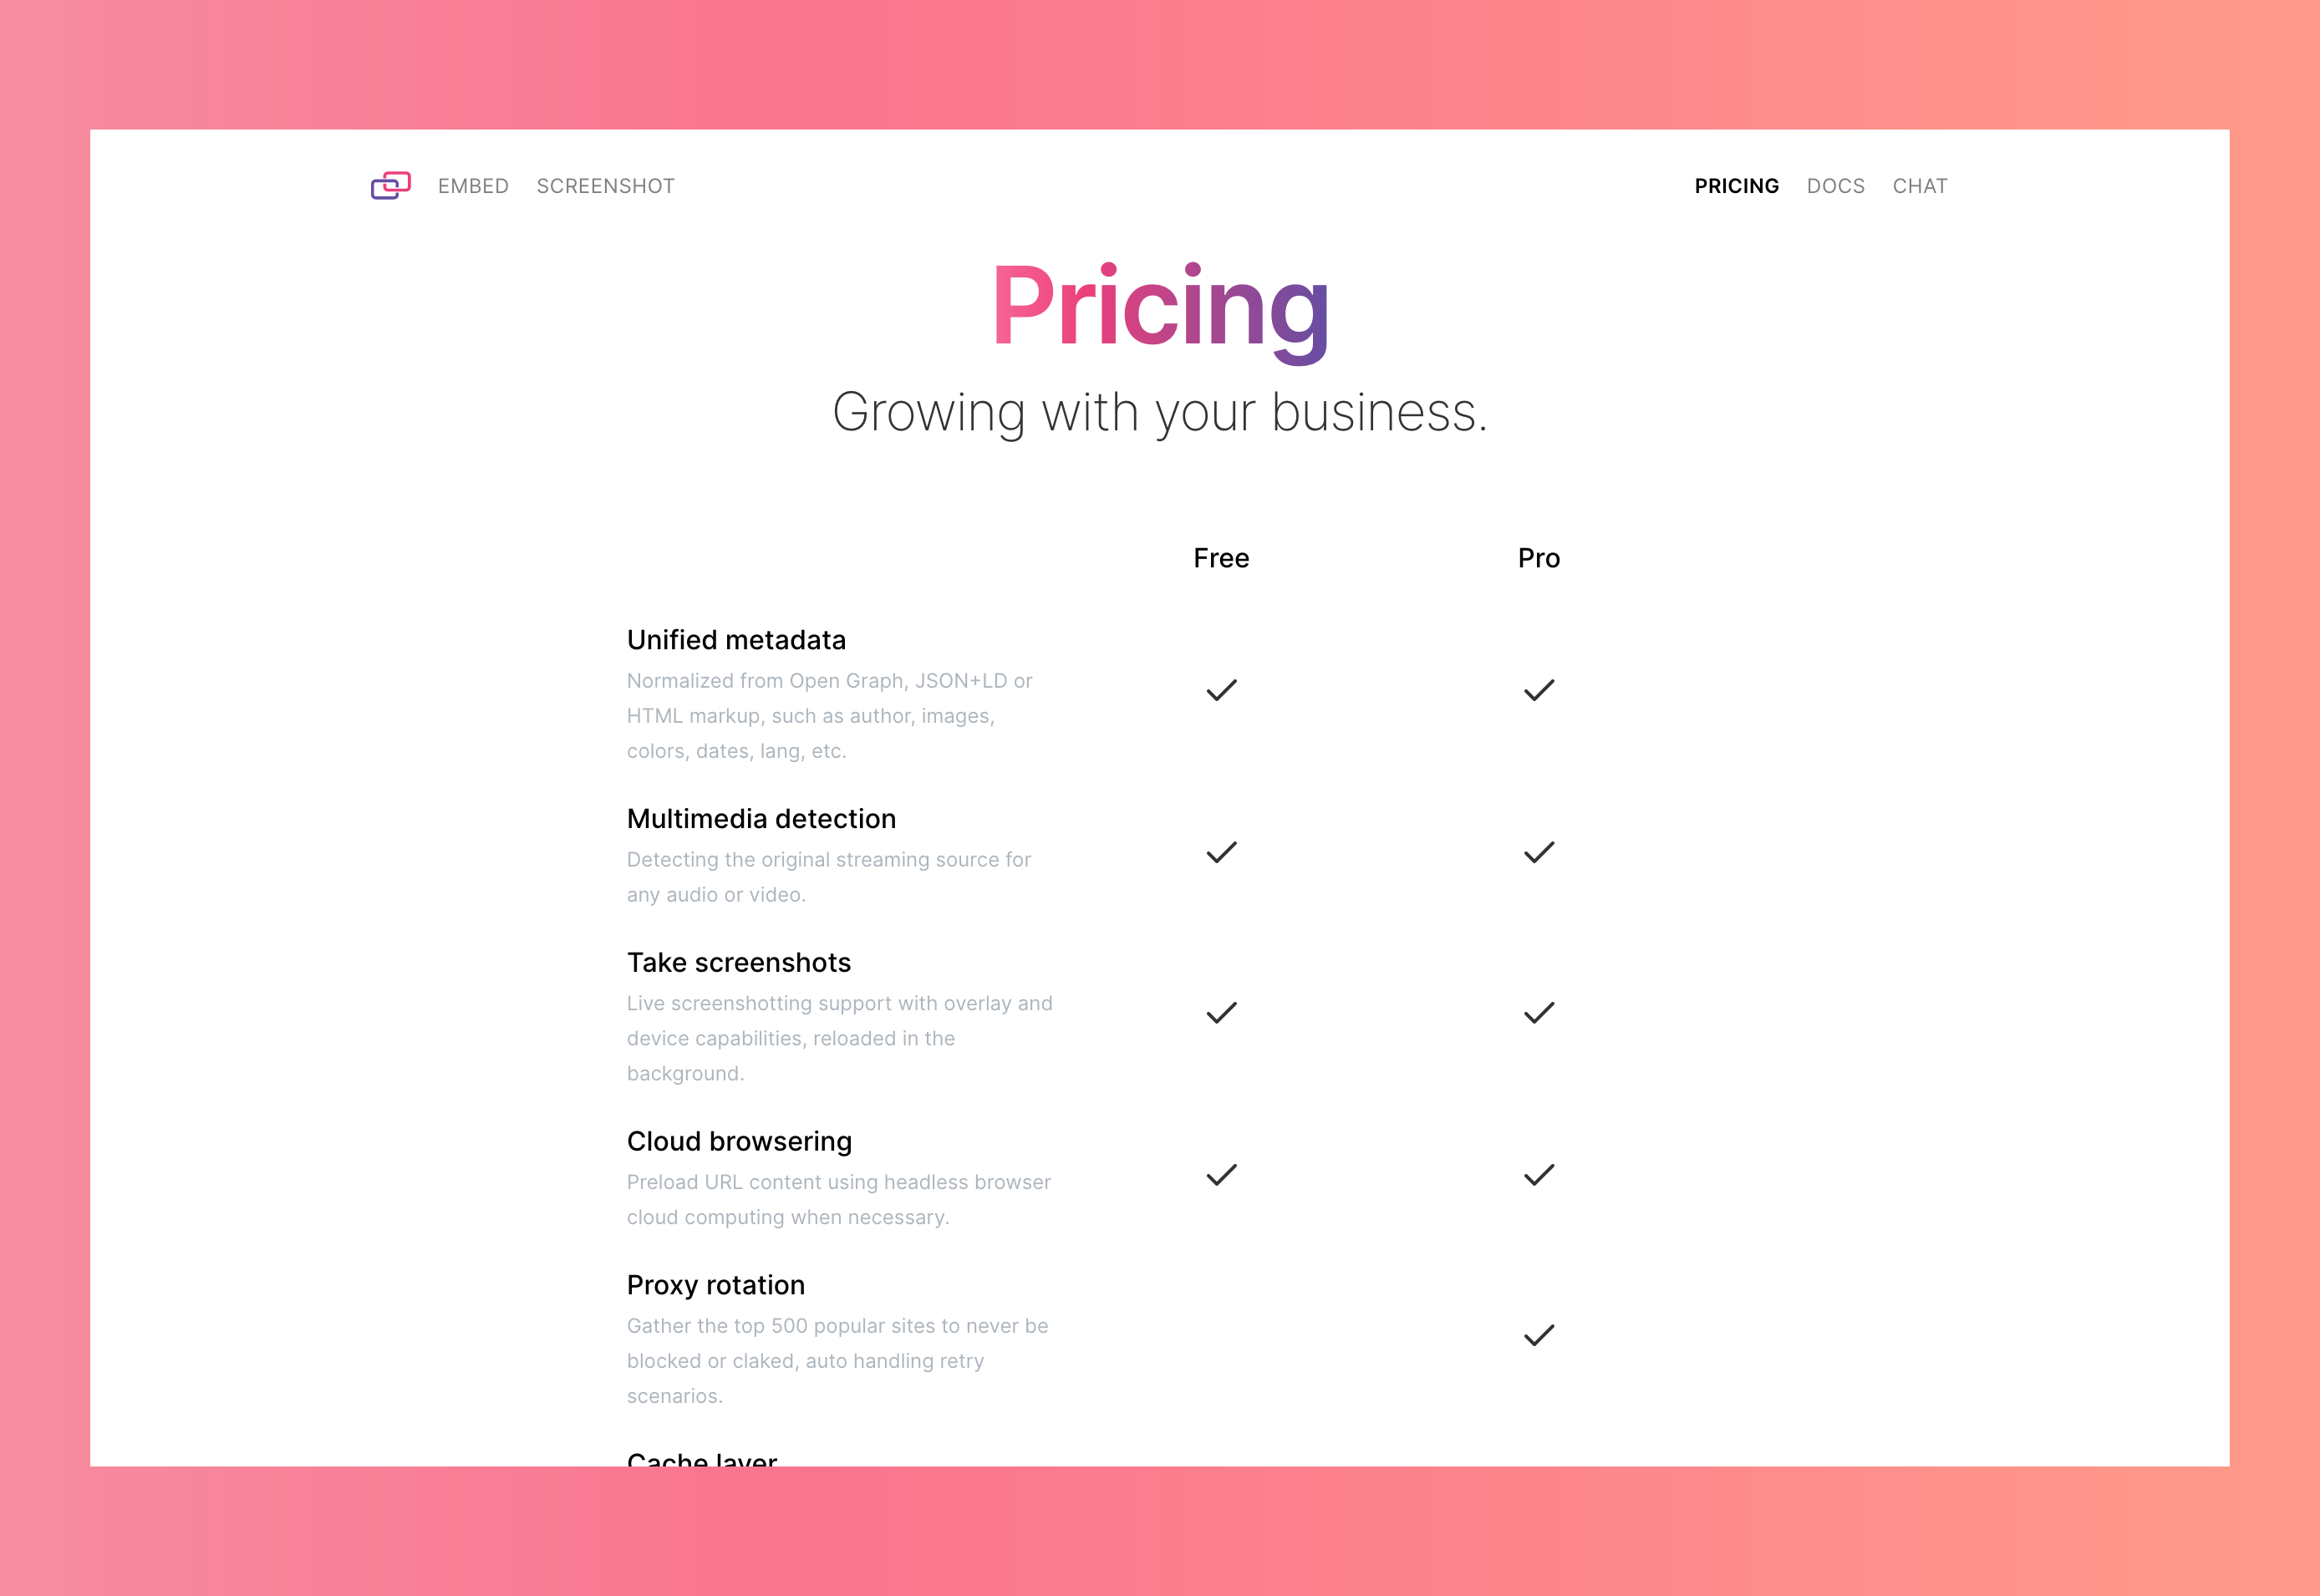 EMBED SCREENSHOT PRICING DOCS CHAT
Pricing
Growing with your business.
Free Pro
Unified metadata
Normalized from Open Graph, JSON+LD or
HTML markup, such as author, images,
colors, dates, lang, etc.
Multimedia detection
Detecting the original streaming source for
any audio or video.
Take screenshots
Live screenshotting support with overlay and
device capabilities, reloaded in the
background.
Cloud browsering
Preload URL content using headless browser
cloud computing when necessary.
Proxy rotation
Gather the top 500 popular sites to never be
blocked or claked, auto handling retry
scenarios.
Cache layer